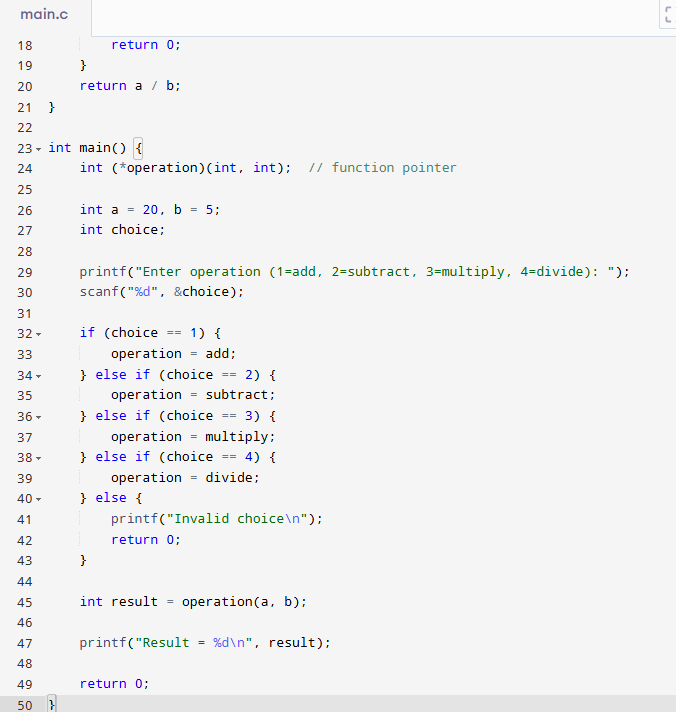 main.c
18         return 0;
19     }
20     return a / b;
21 }
22
23 int main() {
24     int (*operation)(int, int);  // function pointer
25
26     int a = 20, b = 5;
27     int choice;
28
29     printf("Enter operation (1=add, 2=subtract, 3=multiply, 4=divide): ");
30     scanf("%d", &choice);
31
32     if (choice == 1) {
33         operation = add;
34     } else if (choice == 2) {
35         operation = subtract;
36     } else if (choice == 3) {
37         operation = multiply;
38     } else if (choice == 4) {
39         operation = divide;
40     } else {
41         printf("Invalid choice\n");
42         return 0;
43     }
44
45     int result = operation(a, b);
46
47     printf("Result = %d\n", result);
48
49     return 0;
50 }